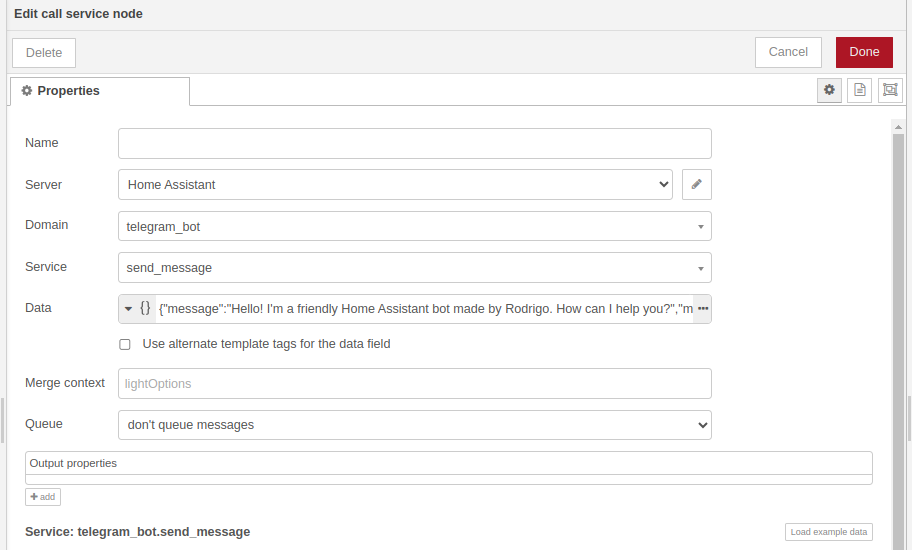 Edit call service node
Delete
Cancel
Done
Properties
Name
Server
Home Assistant
Domain
telegram_bot
Service
send_message
Data
{} {"message":"Hello! I'm a friendly Home Assistant bot made by Rodrigo. How can I help you?","m
Use alternate template tags for the data field
Merge context
lightOptions
Queue
don't queue messages
Output properties
+ add
Service: telegram_bot.send_message
Load example data